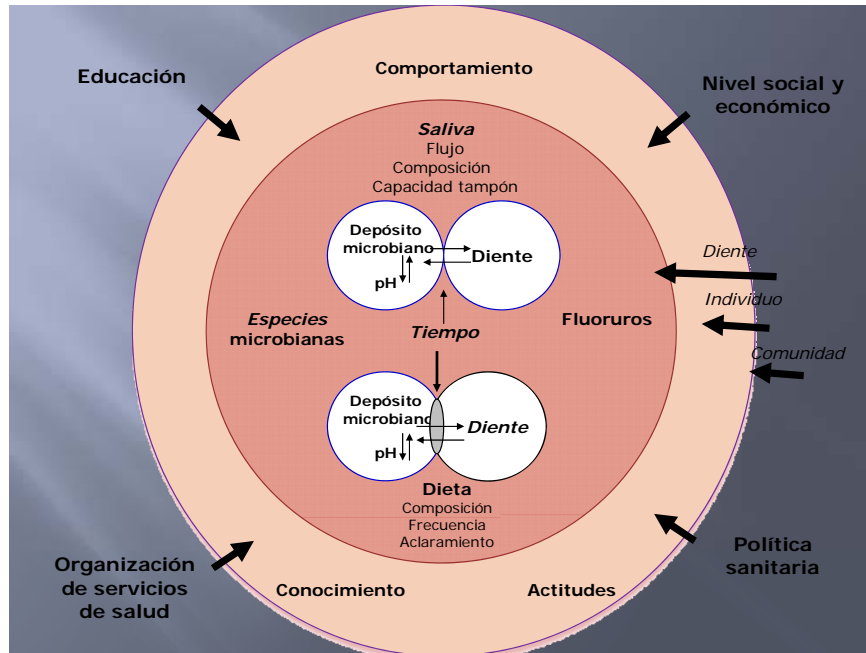 Educación
Comportamiento
Nivel social y
económico
Saliva
Flujo
Composición
Capacidad tampón
Depósito
microbiano
pH
Diente
Diente
Individuo
Comunidad
Especies
microbianas
Tiempo
Fluoruros
Depósito
microbiano
pH
Diente
Dieta
Composición
Frecuencia
Aclaramiento
Organización
de servicios
de salud
Conocimiento
Actitudes
Política
sanitaria